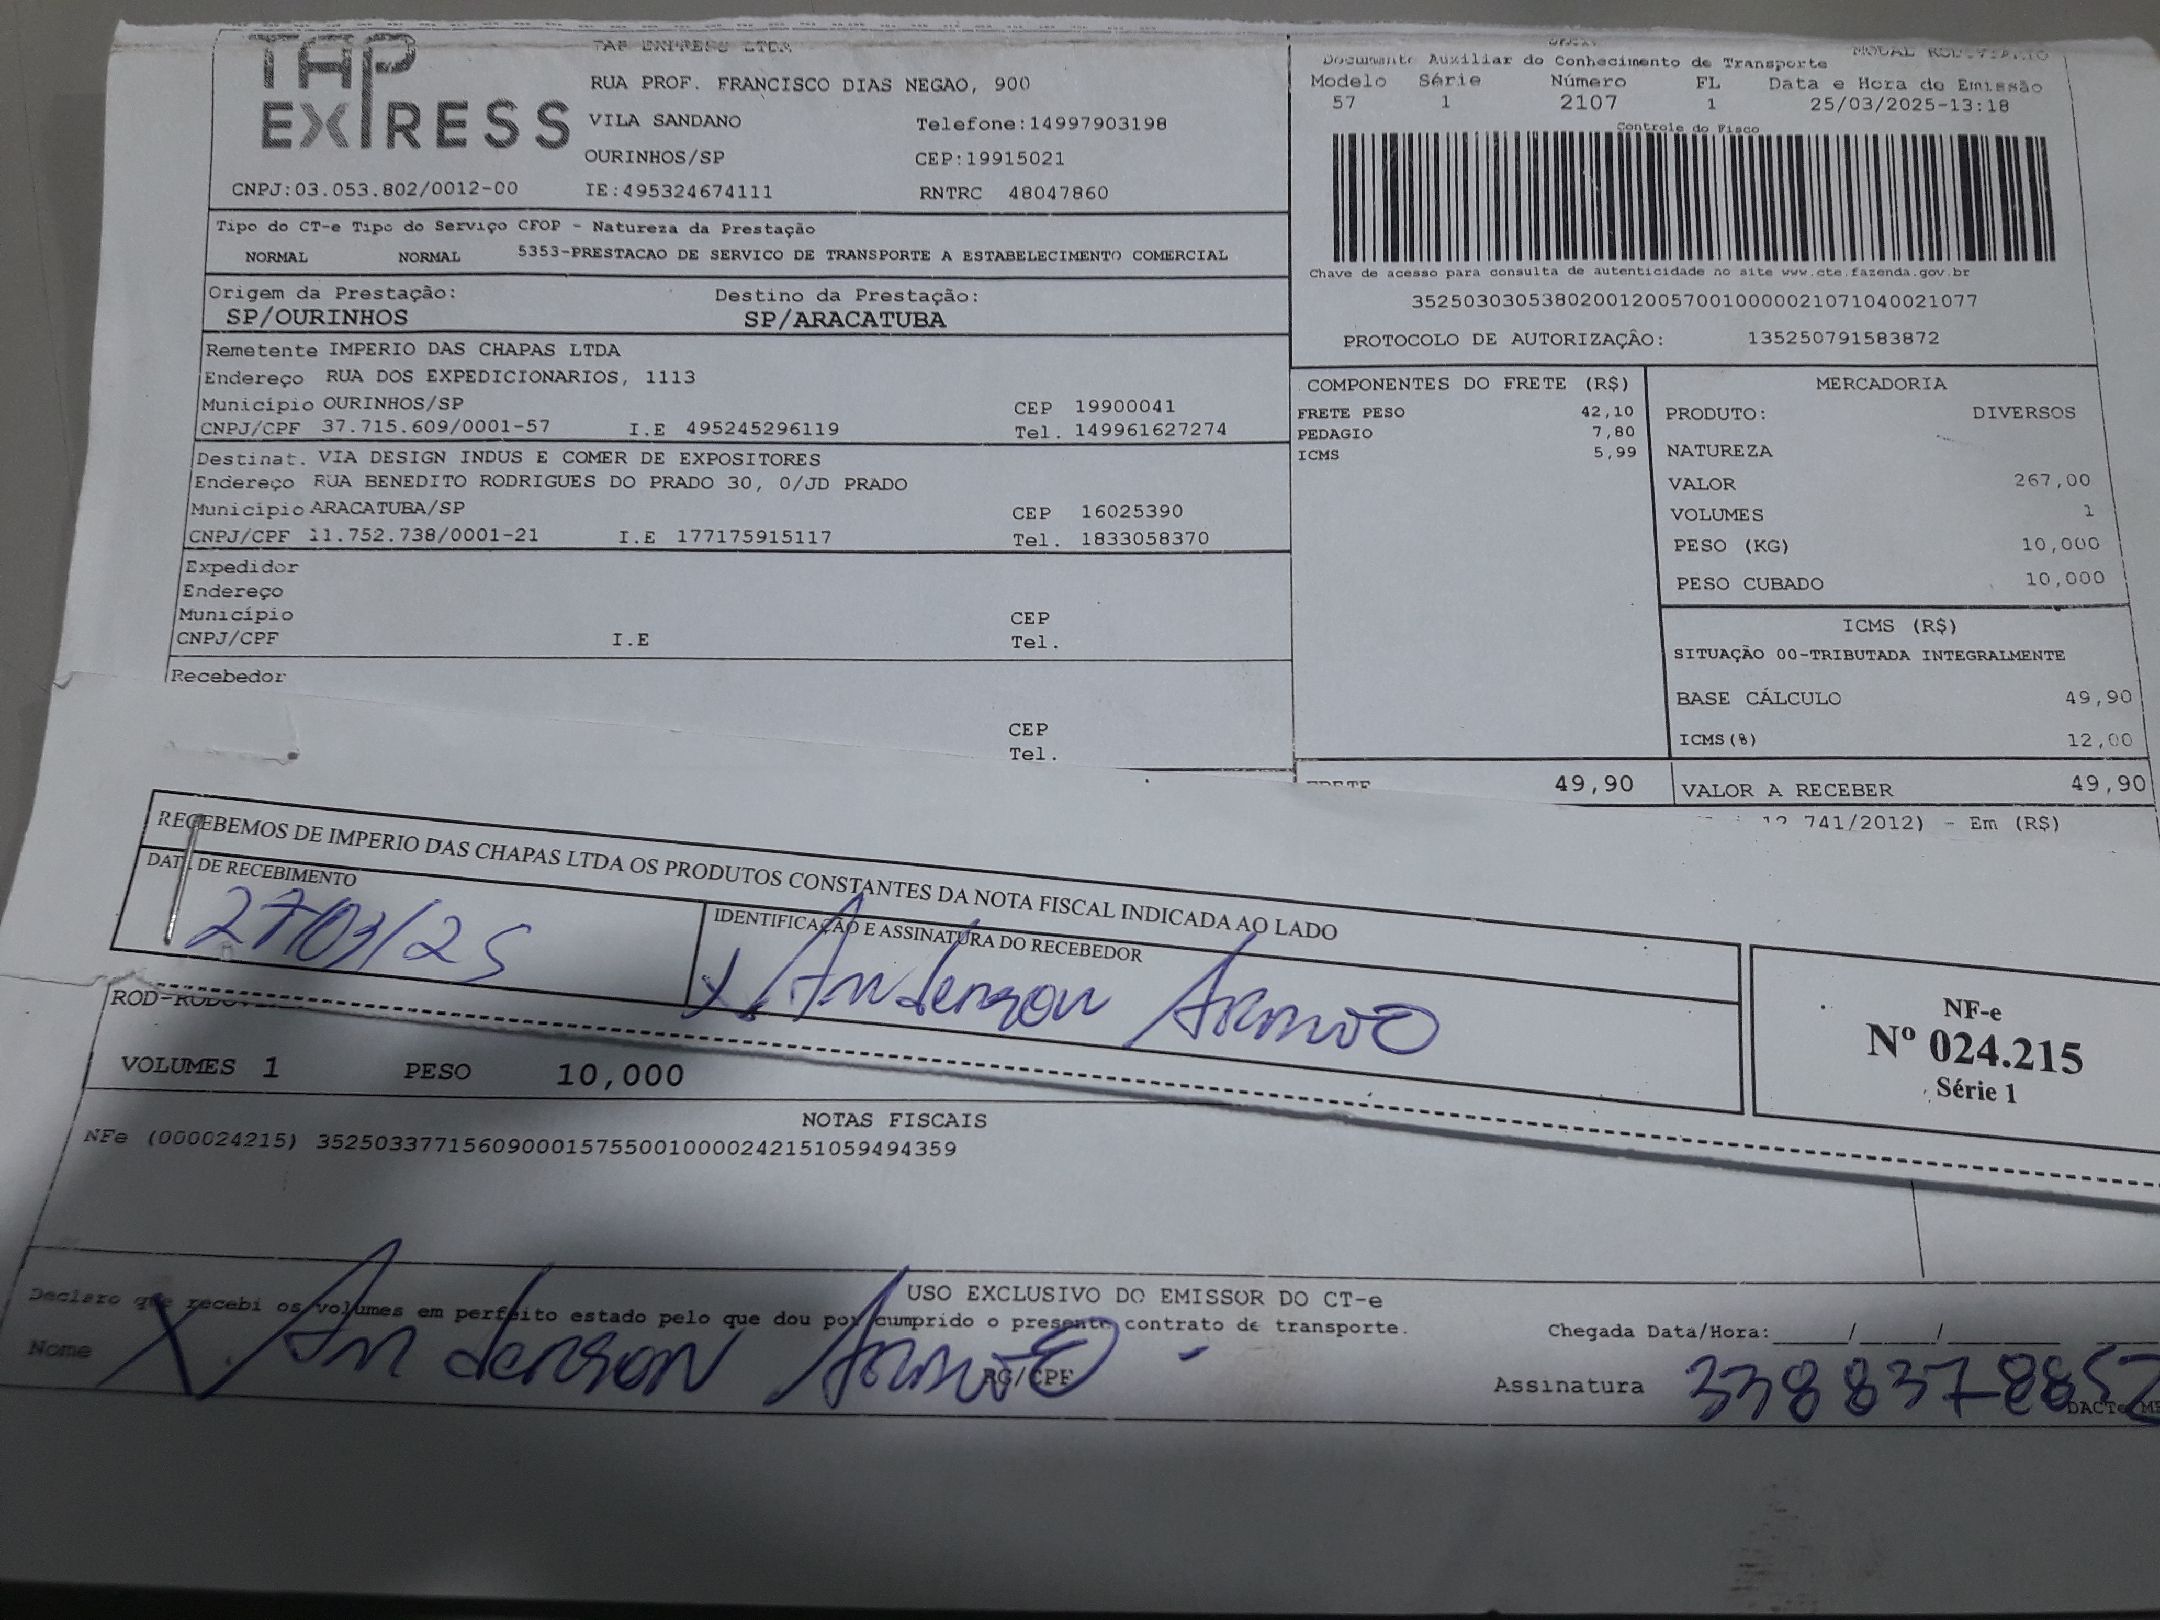 TAP EXPRESS
TAP EXPRESS LTDA
RUA PROF. FRANCISCO DIAS NEGAO, 900
VILA SANDANO Telefone:14997903198
OURINHOS/SP CEP:19915021
CNPJ:03.053.802/0012-00 IE:495324674111 RNTRC 48047860
Documento Auxiliar do Conhecimento de Transporte
MODAL RODOVIARIO
Modelo Série Número FL Data e Hora de Emissão
57 1 2107 1 25/03/2025-13:18
Controle do Fisco
Chave de acesso para consulta de autenticidade no site www.cte.fazenda.gov.br
35250303053802001200570010000021071040021077
PROTOCOLO DE AUTORIZAÇÃO: 135250791583872
Tipo do CT-e Tipo do Serviço CFOP - Natureza da Prestação
NORMAL NORMAL 5353-PRESTACAO DE SERVICO DE TRANSPORTE A ESTABELECIMENTO COMERCIAL
Origem da Prestação: Destino da Prestação:
SP/OURINHOS SP/ARACATUBA
Remetente IMPERIO DAS CHAPAS LTDA
Endereço RUA DOS EXPEDICIONARIOS, 1113
Município OURINHOS/SP CEP 19900041
CNPJ/CPF 37.715.609/0001-57 I.E 495245296119 Tel. 149961627274
Destinat. VIA DESIGN INDUS E COMER DE EXPOSITORES
Endereço RUA BENEDITO RODRIGUES DO PRADO 30, 0/JD PRADO
Município ARACATUBA/SP CEP 16025390
CNPJ/CPF 11.752.738/0001-21 I.E 177175915117 Tel. 1833058370
Expedidor
Endereço
Município CEP
CNPJ/CPF I.E Tel.
Recebedor
CEP
Tel.
COMPONENTES DO FRETE (R$)
FRETE PESO 42,10
PEDAGIO 7,80
ICMS 5,99
MERCADORIA
PRODUTO: DIVERSOS
NATUREZA
VALOR 267,00
VOLUMES 1
PESO (KG) 10,000
PESO CUBADO 10,000
ICMS (R$)
SITUAÇÃO 00-TRIBUTADA INTEGRALMENTE
BASE CÁLCULO 49,90
ICMS(%) 12,00
FRETE 49,90 VALOR A RECEBER 49,90
12 741/2012) - Em (R$)
RECEBEMOS DE IMPERIO DAS CHAPAS LTDA OS PRODUTOS CONSTANTES DA NOTA FISCAL INDICADA AO LADO
DATA DE RECEBIMENTO IDENTIFICAÇÃO E ASSINATURA DO RECEBEDOR
27/03/25 X Anderson
NF-e
Nº 024.215
Série 1
VOLUMES 1 PESO 10,000
NOTAS FISCAIS
NFe (000024215) 35250337715609000157550010000242151059494359
USO EXCLUSIVO DO EMISSOR DO CT-e
Declaro que recebi os volumes em perfeito estado pelo que dou por cumprido o presente contrato de transporte.
Chegada Data/Hora:_____/_____/_____
Nome X Anderson RG/CPF Assinatura 33883788852